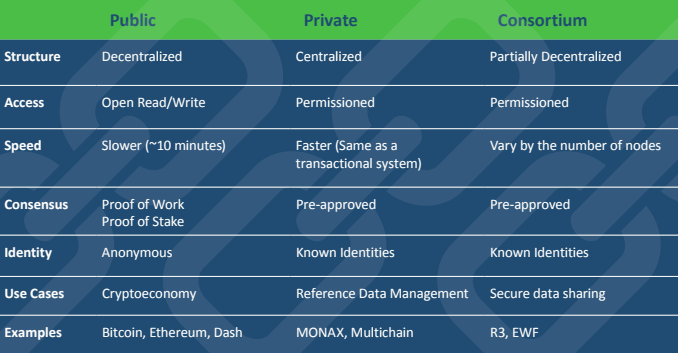 Public Private Consortium
Structure Decentralized Centralized Partially Decentralized
Access Open Read/Write Permissioned Permissioned
Speed Slower (~10 minutes) Faster (Same as a Vary by the number of nodes
transactional system)
Consensus Proof of Work Pre-approved Pre-approved
Proof of Stake
Identity Anonymous Known Identities Known Identities
Use Cases Cryptoeconomy Reference Data Management Secure data sharing
Examples Bitcoin, Ethereum, Dash MONAX, Multichain R3, EWF